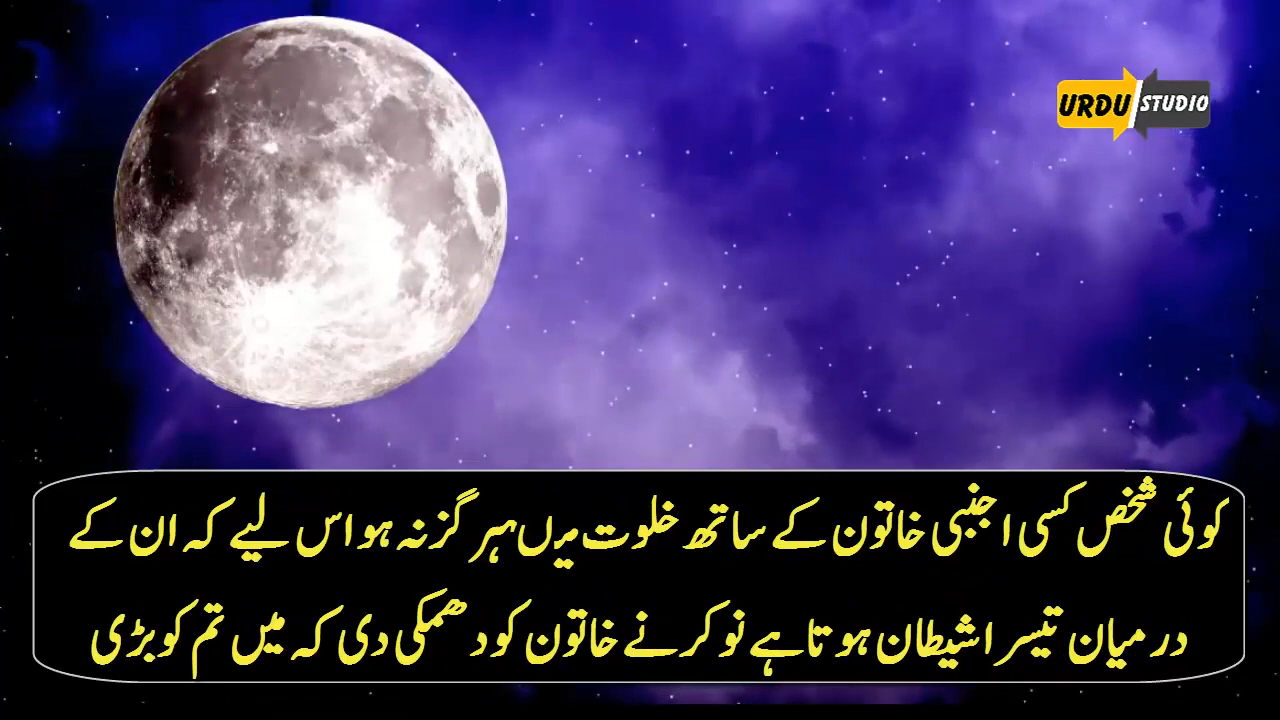 URDU STUDIO
کوئی شخص کسی اجنبی خاتون کے ساتھ خلوت میں ہرگز نہ ہو اس لیے کہ ان کے
درمیان تیسرا شیطان ہوتا ہے نوکر نے خاتون کو دھمکی دی کہ میں تم کو بڑی